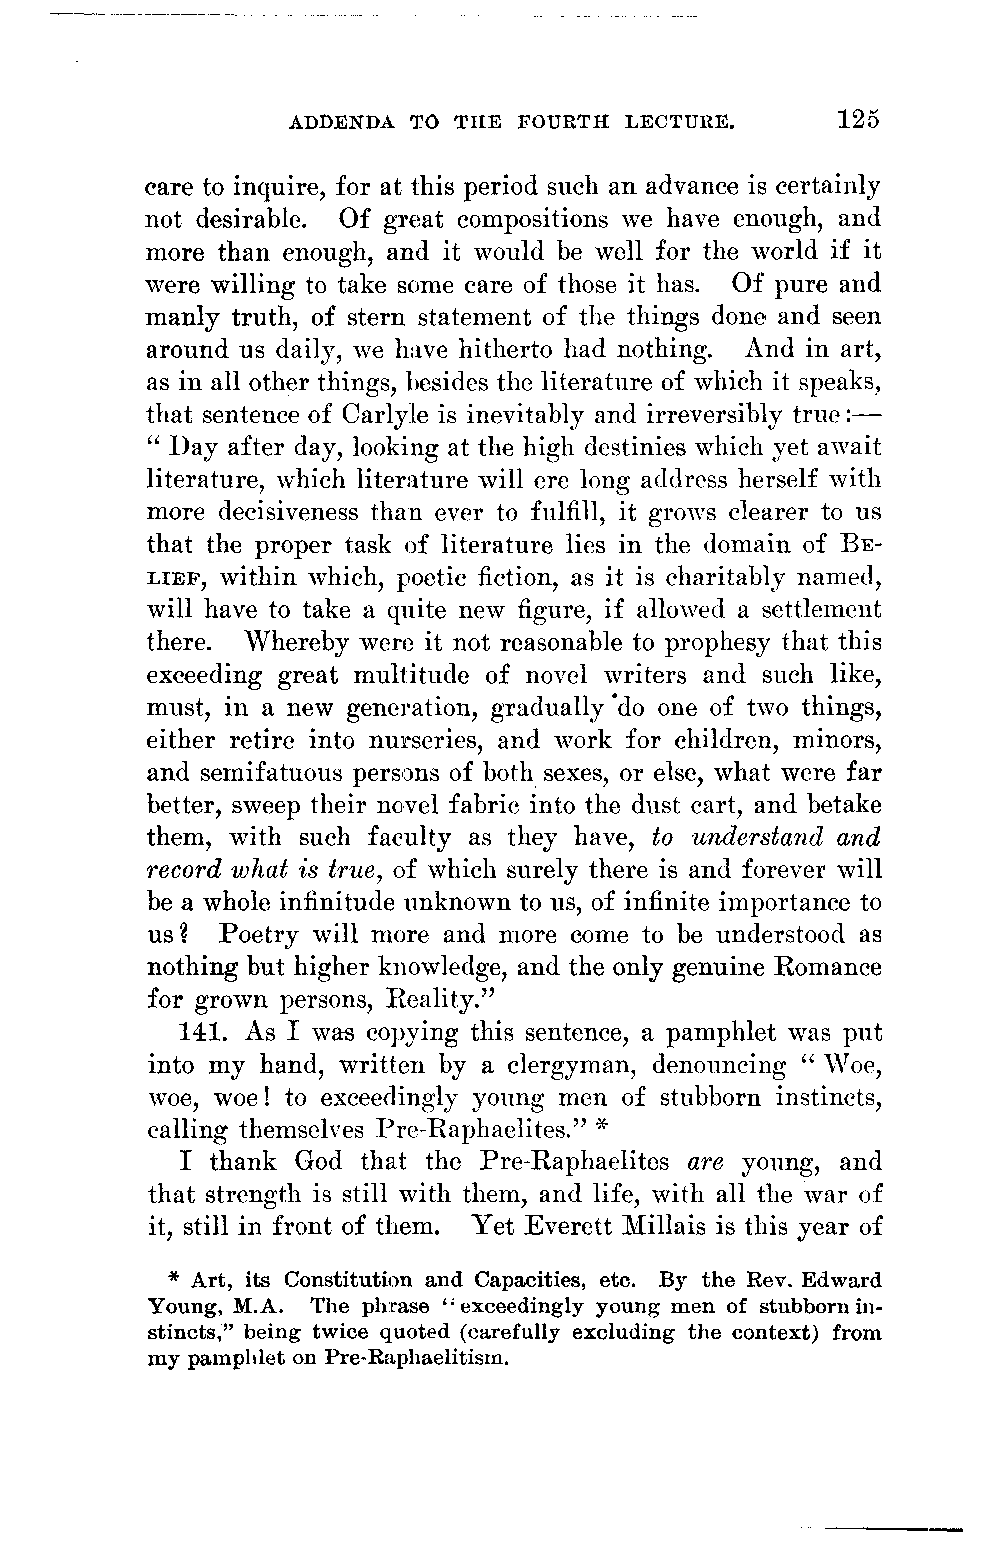 ADDENDA TO THE FOURTH LECTURE. 125
care to inquire, for at this period such an advance is certainly
not desirable. Of great compositions we have enough, and
more than enough, and it would be well for the world if it
were willing to take some care of those it has. Of pure and
manly truth, of stern statement of the things done and seen
around us daily, we have hitherto had nothing. And in art,
as in all other things, besides the literature of which it speaks,
that sentence of Carlyle is inevitably and irreversibly true:—
“ Day after day, looking at the high destinies which yet await
literature, which literature will ere long address herself with
more decisiveness than ever to fulfill, it grows clearer to us
that the proper task of literature lies in the domain of BE-
LIEF, within which, poetic fiction, as it is charitably named,
will have to take a quite new figure, if allowed a settlement
there. Whereby were it not reasonable to prophesy that this
exceeding great multitude of novel writers and such like,
must, in a new generation, gradually do one of two things,
either retire into nurseries, and work for children, minors,
and semifatuous persons of both sexes, or else, what were far
better, sweep their novel fabric into the dust cart, and betake
them, with such faculty as they have, to understand and
record what is true, of which surely there is and forever will
be a whole infinitude unknown to us, of infinite importance to
us? Poetry will more and more come to be understood as
nothing but higher knowledge, and the only genuine Romance
for grown persons, Reality.”
141. As I was copying this sentence, a pamphlet was put
into my hand, written by a clergyman, denouncing “ Woe,
woe, woe! to exceedingly young men of stubborn instincts,
calling themselves Pre-Raphaelites.” *
I thank God that the Pre-Raphaelites are young, and
that strength is still with them, and life, with all the war of
it, still in front of them. Yet Everett Millais is this year of
* Art, its Constitution and Capacities, etc. By the Rev. Edward
Young, M.A. The phrase “exceedingly young men of stubborn in-
stincts,” being twice quoted (carefully excluding the context) from
my pamphlet on Pre-Raphaelitism.